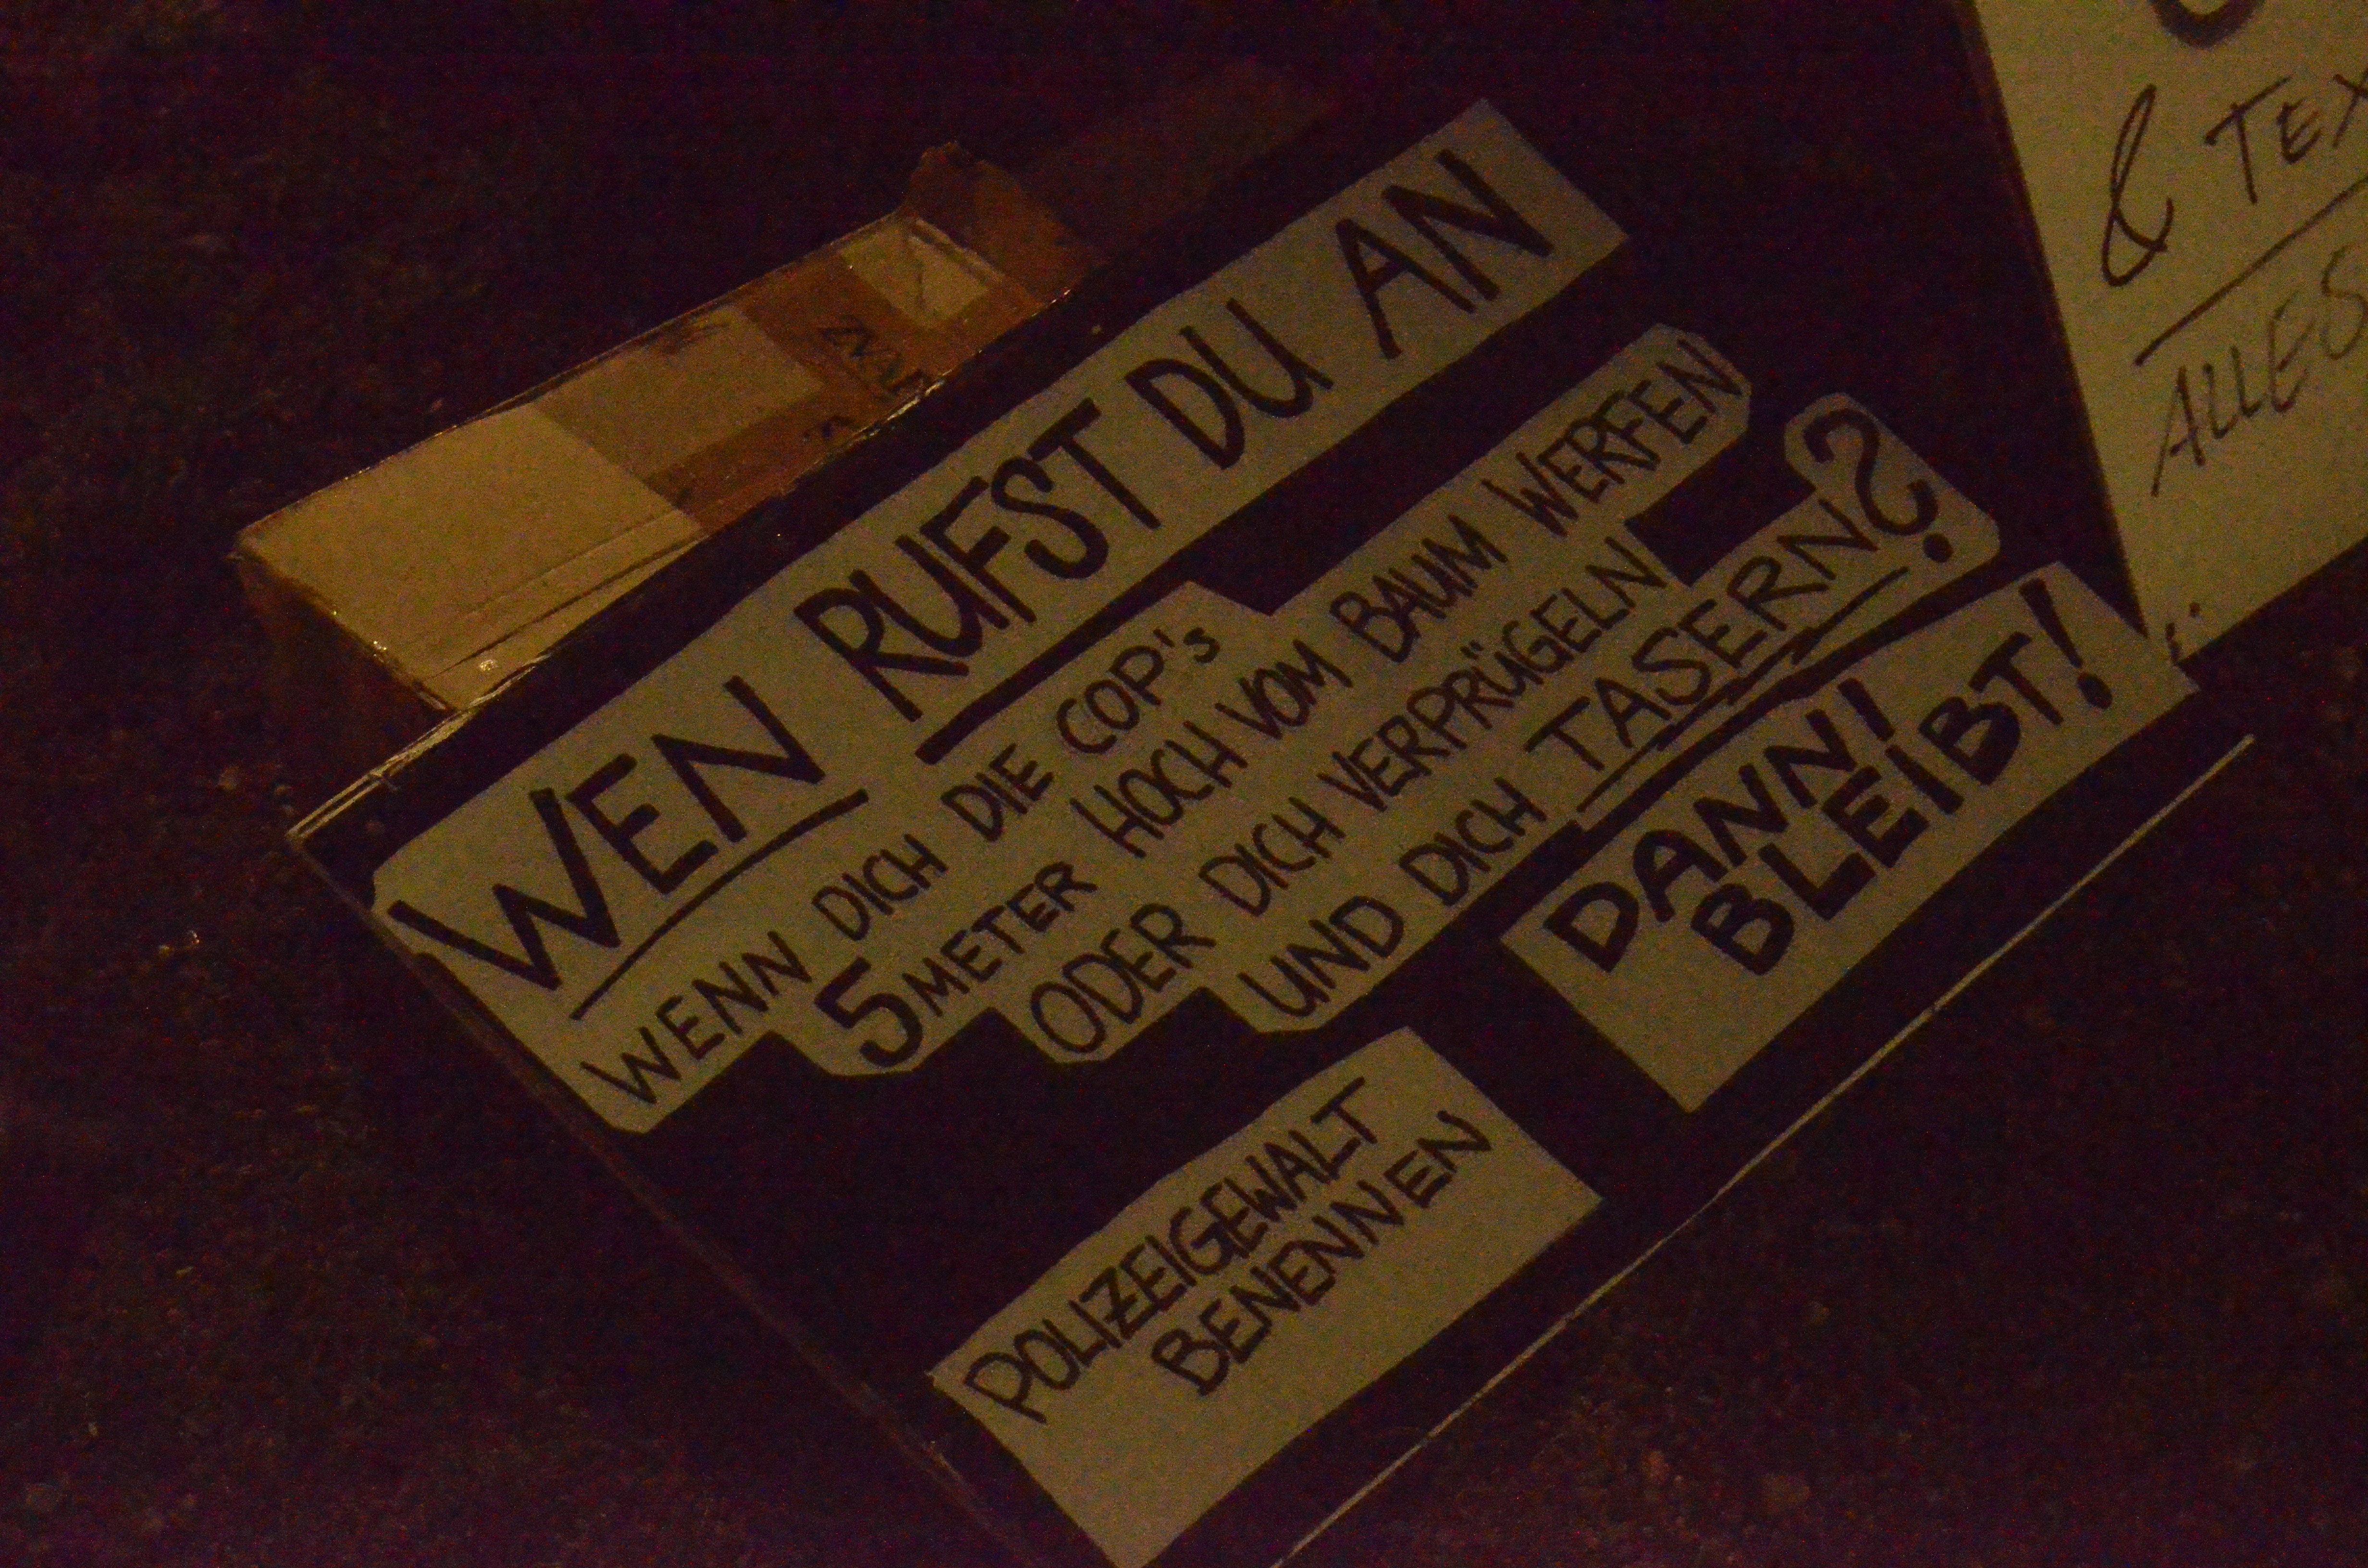 WEN RUFST DU AN
WENN DICH DIE COP's
5 METER HOCH VOM BAUM WERFEN
ODER DICH VERPRÜGELN
UND DICH TASERN?
DANNI
BLEIBT!
POLIZEIGEWALT
BENENNEN
& TEX
ALLES